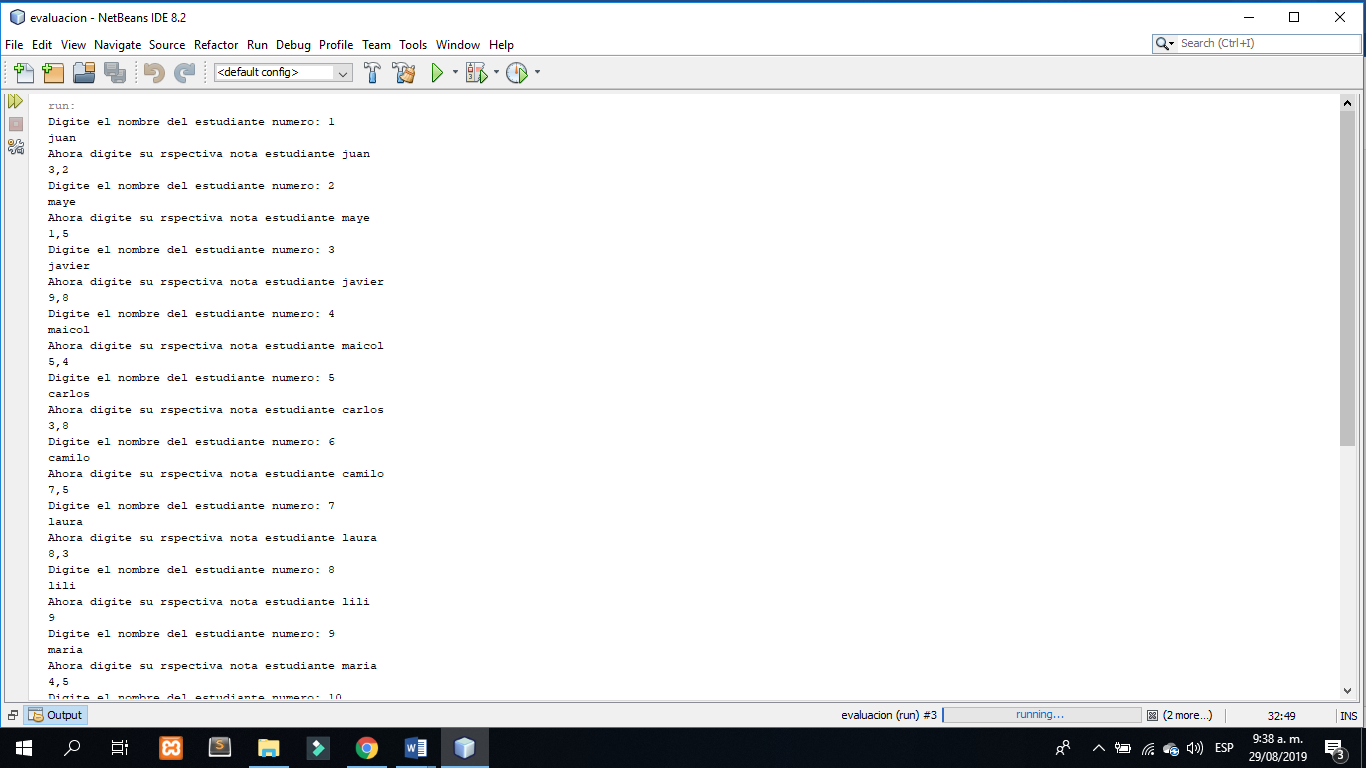 evaluacion - NetBeans IDE 8.2
File Edit View Navigate Source Refactor Run Debug Profile Team Tools Window Help
Search (Ctrl+I)
<default config>
run:
Digite el nombre del estudiante numero: 1
juan
Ahora digite su rspectiva nota estudiante juan
3,2
Digite el nombre del estudiante numero: 2
maye
Ahora digite su rspectiva nota estudiante maye
1,5
Digite el nombre del estudiante numero: 3
javier
Ahora digite su rspectiva nota estudiante javier
9,8
Digite el nombre del estudiante numero: 4
maicol
Ahora digite su rspectiva nota estudiante maicol
5,4
Digite el nombre del estudiante numero: 5
carlos
Ahora digite su rspectiva nota estudiante carlos
3,8
Digite el nombre del estudiante numero: 6
camilo
Ahora digite su rspectiva nota estudiante camilo
7,5
Digite el nombre del estudiante numero: 7
laura
Ahora digite su rspectiva nota estudiante laura
8,3
Digite el nombre del estudiante numero: 8
lili
Ahora digite su rspectiva nota estudiante lili
9
Digite el nombre del estudiante numero: 9
maria
Ahora digite su rspectiva nota estudiante maria
4,5
Digite el nombre del estudiante numero: 10
Output
evaluacion (run) #3
running...
(2 more...)
32:49
INS
ESP
9:38 a. m.
29/08/2019
3